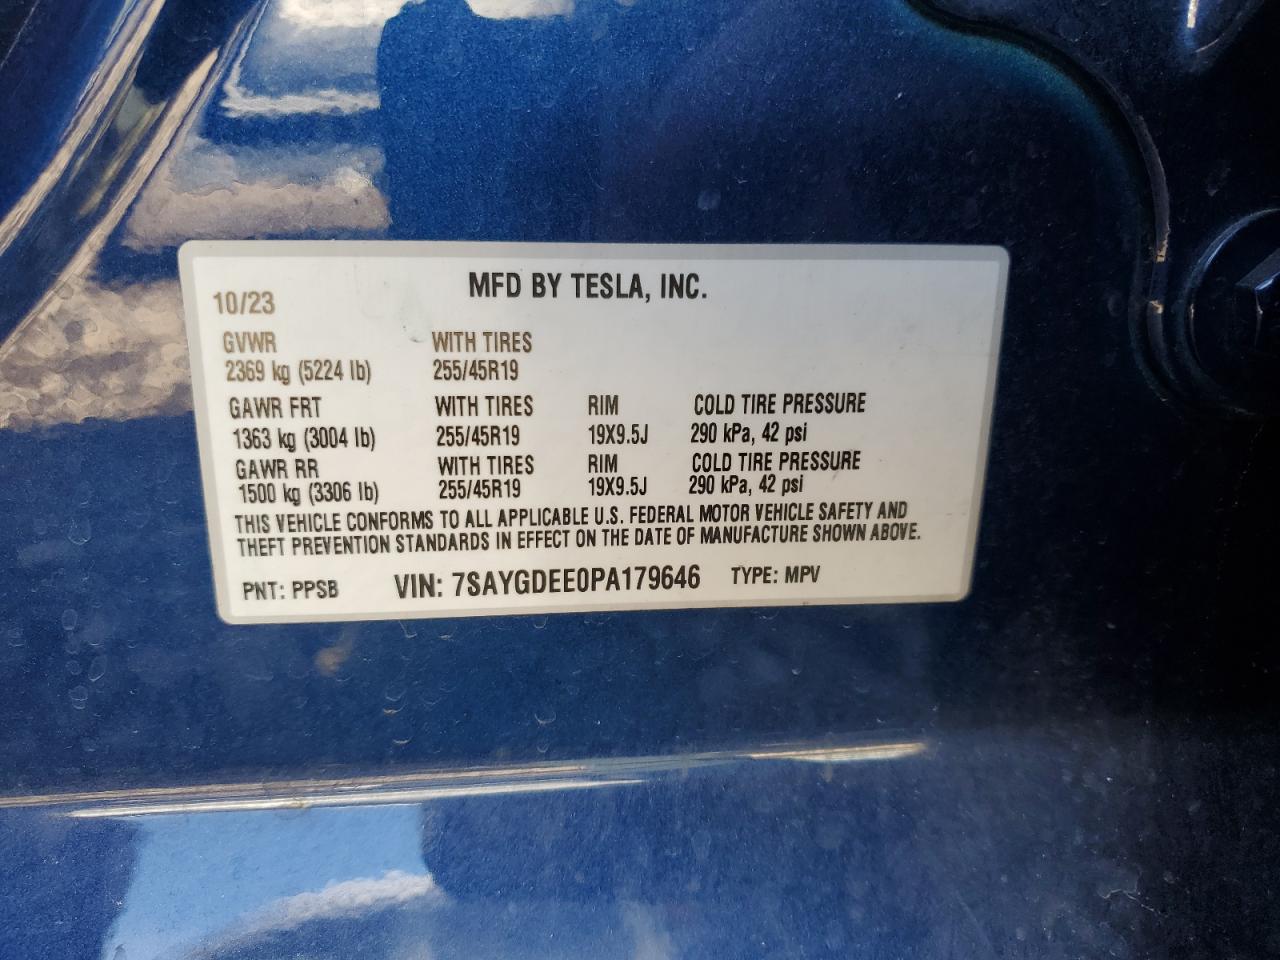 MFD BY TESLA, INC.
10/23
GVWR WITH TIRES
2369 kg (5224 lb) 255/45R19
GAWR FRT WITH TIRES RIM COLD TIRE PRESSURE
1363 kg (3004 lb) 255/45R19 19X9.5J 290 kPa, 42 psi
GAWR RR WITH TIRES RIM COLD TIRE PRESSURE
1500 kg (3306 lb) 255/45R19 19X9.5J 290 kPa, 42 psi
THIS VEHICLE CONFORMS TO ALL APPLICABLE U.S. FEDERAL MOTOR VEHICLE SAFETY AND
THEFT PREVENTION STANDARDS IN EFFECT ON THE DATE OF MANUFACTURE SHOWN ABOVE.
PNT: PPSB VIN: 7SAYGDEE0PA179646 TYPE: MPV